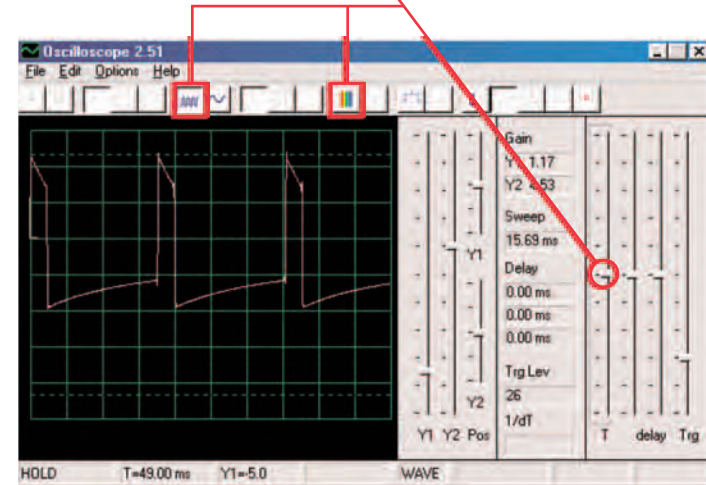 Oscilloscope 2.51
File Edit Options Help
Gain
Y1 1.17
Y2 4.53
Sweep
15.69 ms
Delay
0.00 ms
0.00 ms
0.00 ms
Trg Lev
26
1/dT
Y1
Y2
Y1 Y2 Pos
T delay Trg
HOLD T=49.00 ms Y1=-5.0 WAVE